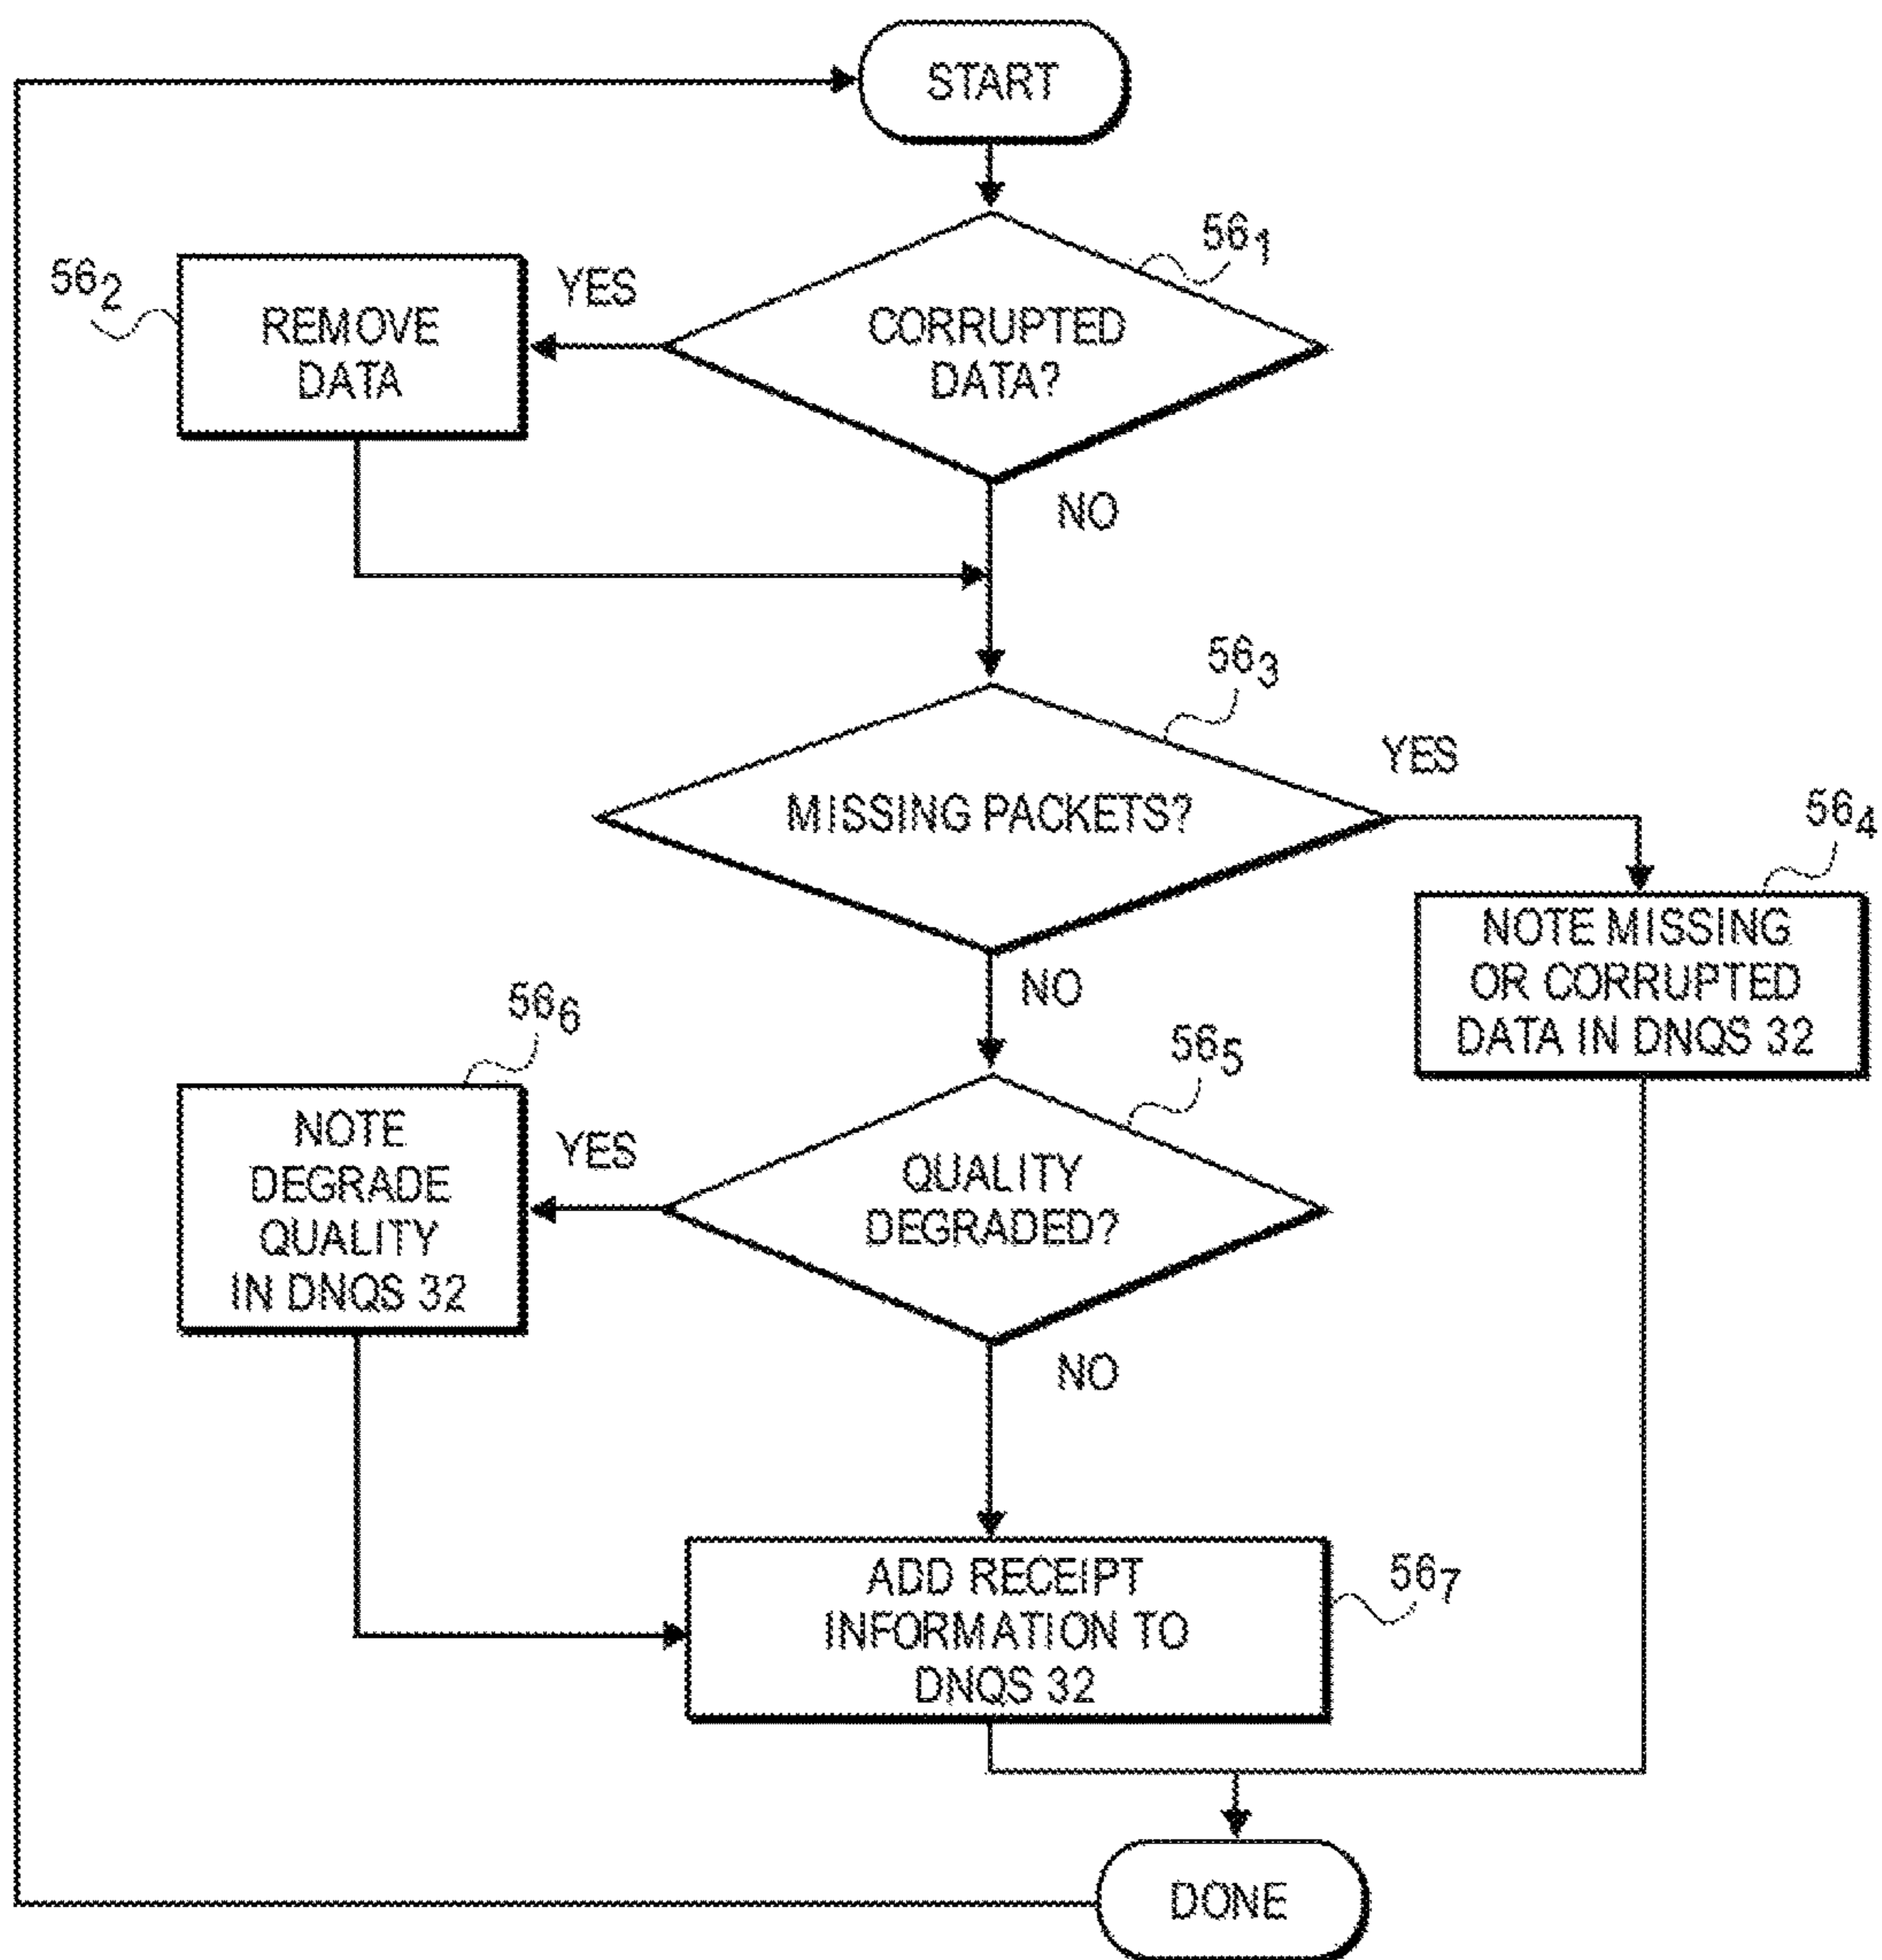 START
56₁
CORRUPTED
DATA?
YES
56₂
REMOVE
DATA
NO
56₃
MISSING PACKETS?
YES
56₄
NOTE MISSING
OR CORRUPTED
DATA IN DNQS 32
NO
56₅
QUALITY
DEGRADED?
YES
56₆
NOTE
DEGRADE
QUALITY
IN DNQS 32
NO
ADD RECEIPT
INFORMATION TO
DNQS 32
56₇
DONE